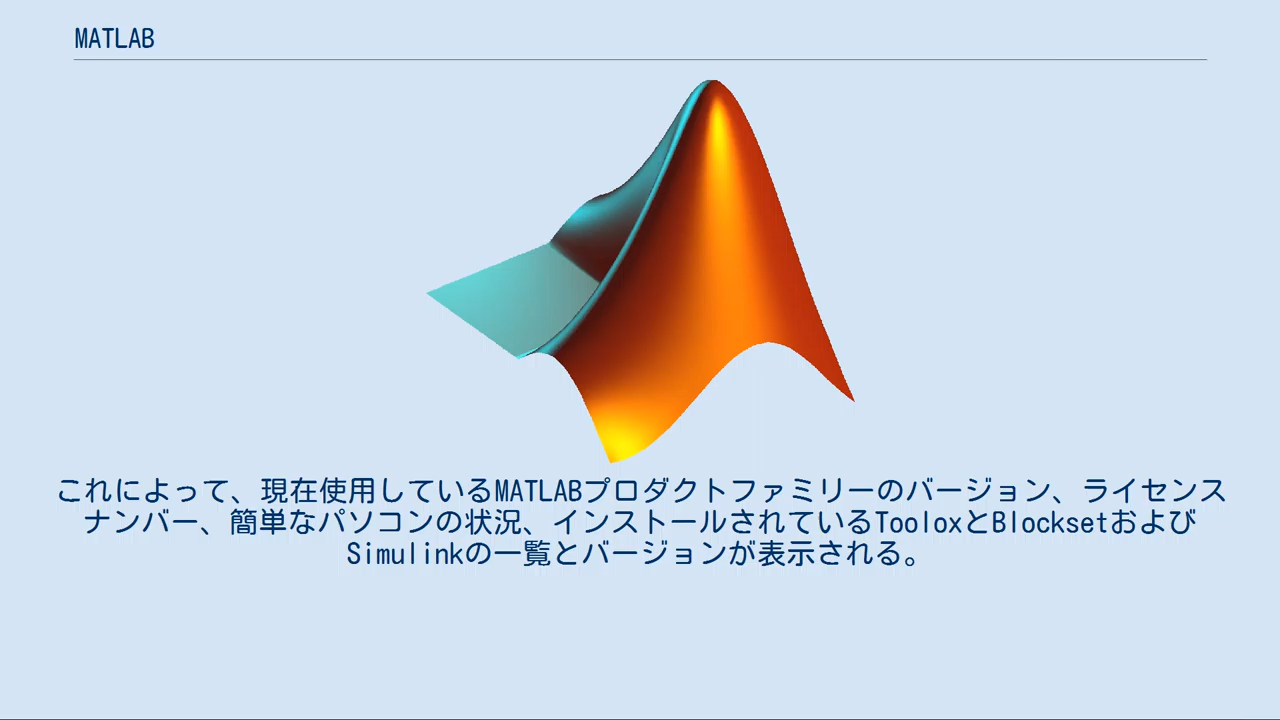 MATLAB
これによって、現在使用しているMATLABプロダクトファミリーのバージョン、ライセンス
ナンバー、簡単なパソコンの状況、インストールされているTooloxとBlocksetおよび
Simulinkの一覧とバージョンが表示される。